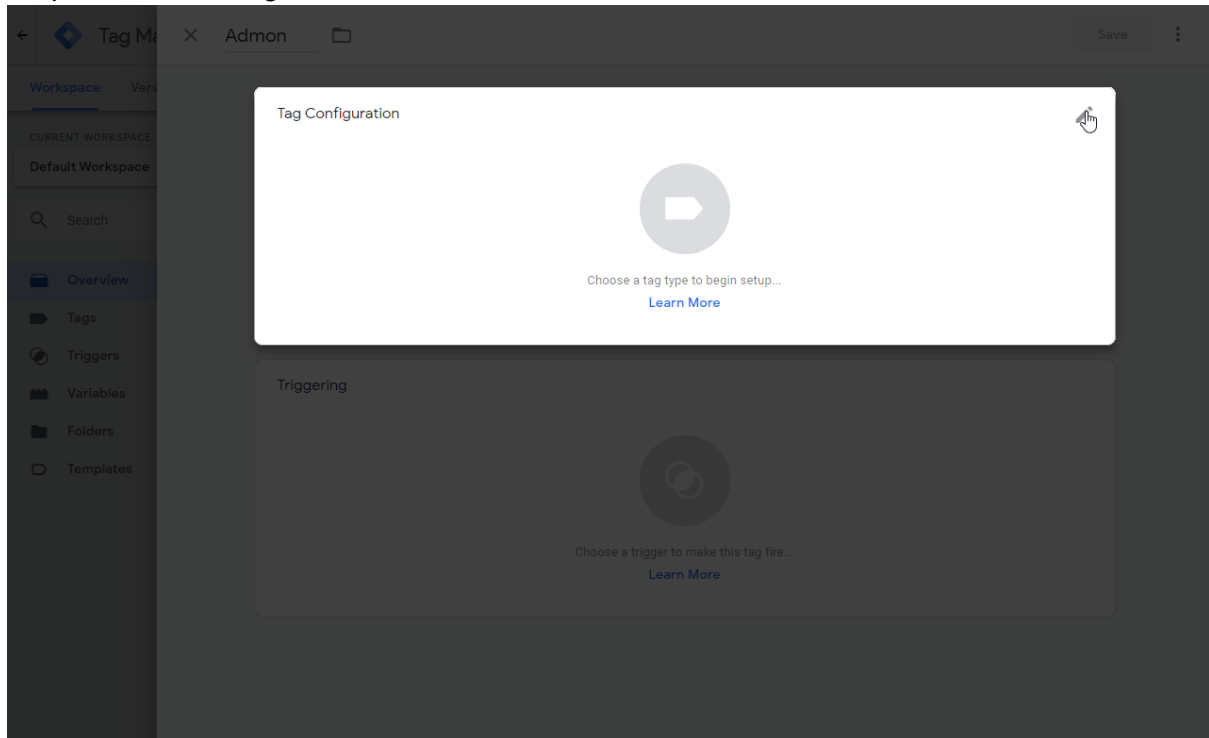 Tag Ma
Admon
Save
Workspace Vers
CURRENT WORKSPACE
Default Workspace
Search
Overview
Tags
Triggers
Variables
Folders
Templates
Tag Configuration
Choose a tag type to begin setup...
Learn More
Triggering
Choose a trigger to make this tag fire...
Learn More